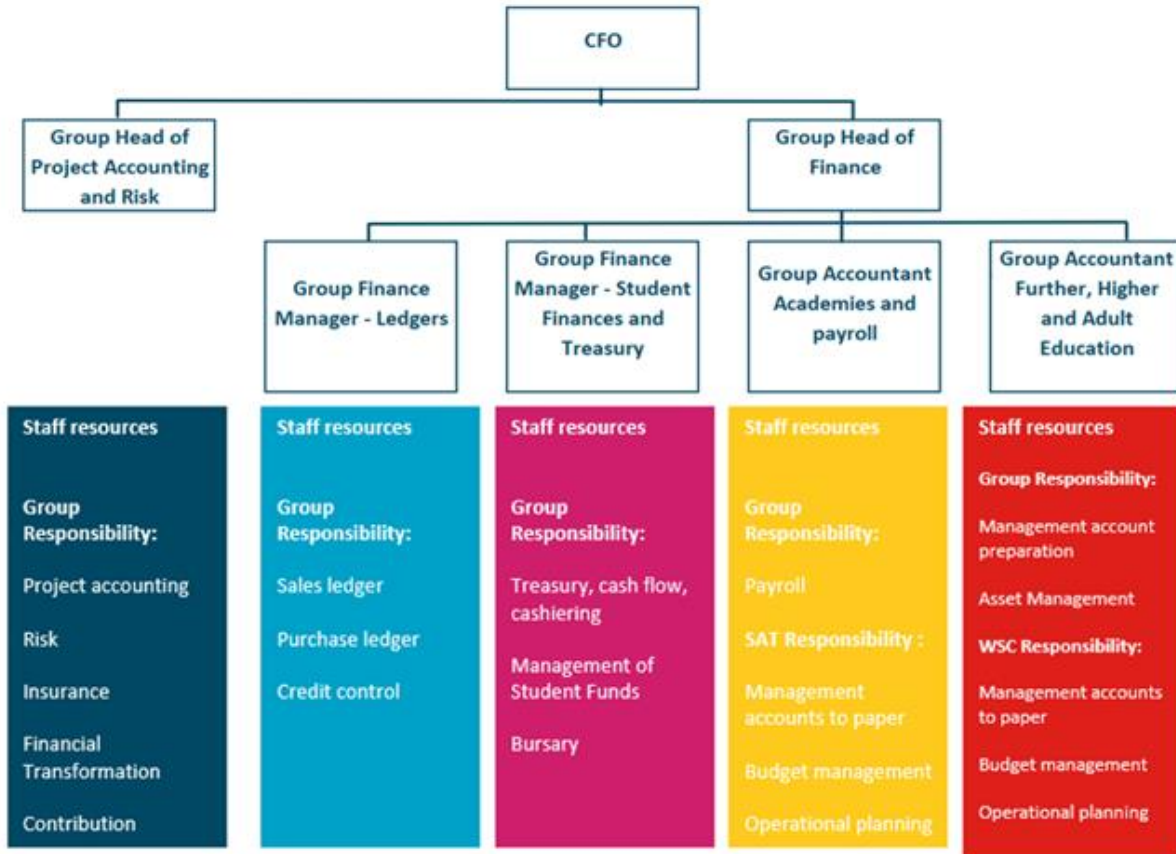 CFO
Group Head of
Project Accounting
and Risk
Group Head of
Finance
Group Finance
Manager - Ledgers
Group Finance
Manager - Student
Finances and
Treasury
Group Accountant
Academies and
payroll
Group Accountant
Further, Higher
and Adult
Education
Staff resources
Group
Responsibility:
Project accounting
Risk
Insurance
Financial
Transformation
Contribution
Staff resources
Group
Responsibility:
Sales ledger
Purchase ledger
Credit control
Staff resources
Group
Responsibility:
Treasury, cash flow,
cashiering
Management of
Student Funds
Bursary
Staff resources
Group
Responsibility:
Payroll
SAT Responsibility :
Management
accounts to paper
Budget management
Operational planning
Staff resources
Group Responsibility:
Management account
preparation
Asset Management
WSC Responsibility:
Management accounts
to paper
Budget management
Operational planning